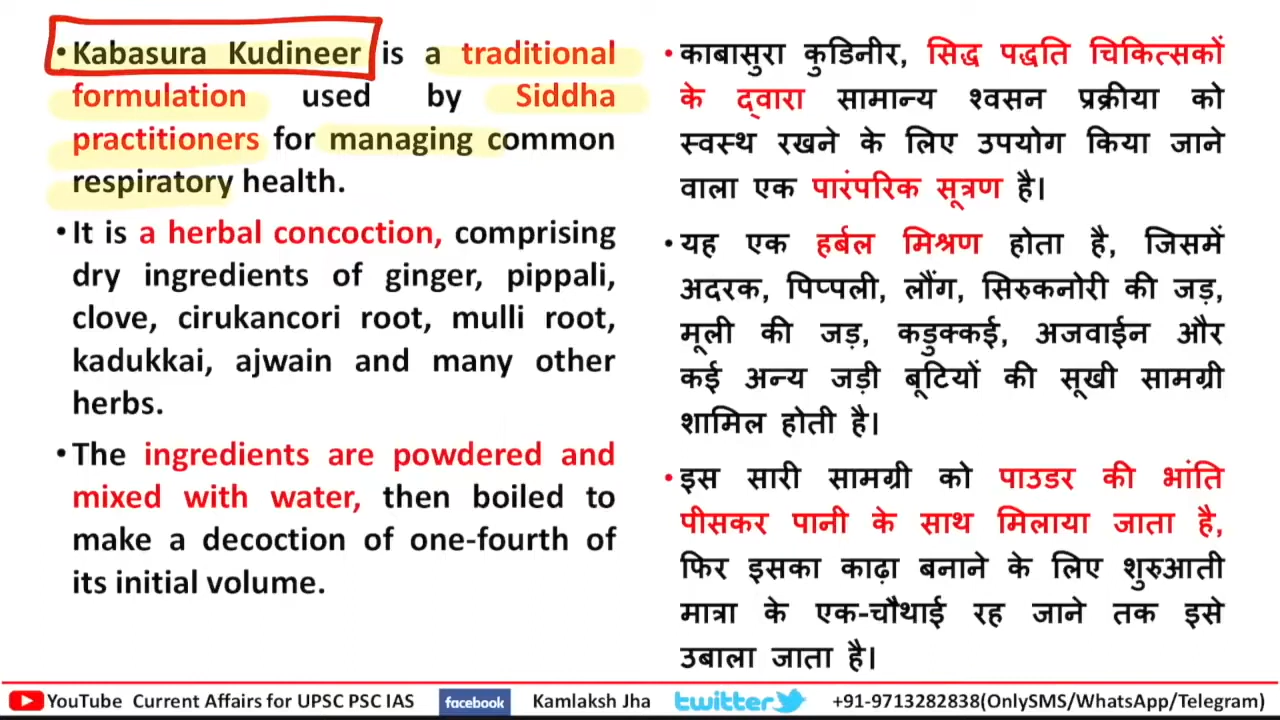 • Kabasura Kudineer is a traditional
formulation used by Siddha
practitioners for managing common
respiratory health.
• It is a herbal concoction, comprising
dry ingredients of ginger, pippali,
clove, cirukancori root, mulli root,
kadukkai, ajwain and many other
herbs.
• The ingredients are powdered and
mixed with water, then boiled to
make a decoction of one-fourth of
its initial volume.
• काबासुरा कुडिनीर, सिद्ध पद्धति चिकित्सकों
के द्वारा सामान्य श्वसन प्रक्रीया को
स्वस्थ रखने के लिए उपयोग किया जाने
वाला एक पारंपरिक सूत्रण है।
• यह एक हर्बल मिश्रण होता है, जिसमें
अदरक, पिप्पली, लौंग, सिरुकनोरी की जड़,
मूली की जड़, कड़ुक्कई, अजवाईन और
कई अन्य जड़ी बूटियों की सूखी सामग्री
शामिल होती है।
• इस सारी सामग्री को पाउडर की भांति
पीसकर पानी के साथ मिलाया जाता है,
फिर इसका काढ़ा बनाने के लिए शुरुआती
मात्रा के एक-चौथाई रह जाने तक इसे
उबाला जाता है।
YouTube Current Affairs for UPSC PSC IAS facebook Kamlaksh Jha twitter +91-9713282838(OnlySMS/WhatsApp/Telegram)